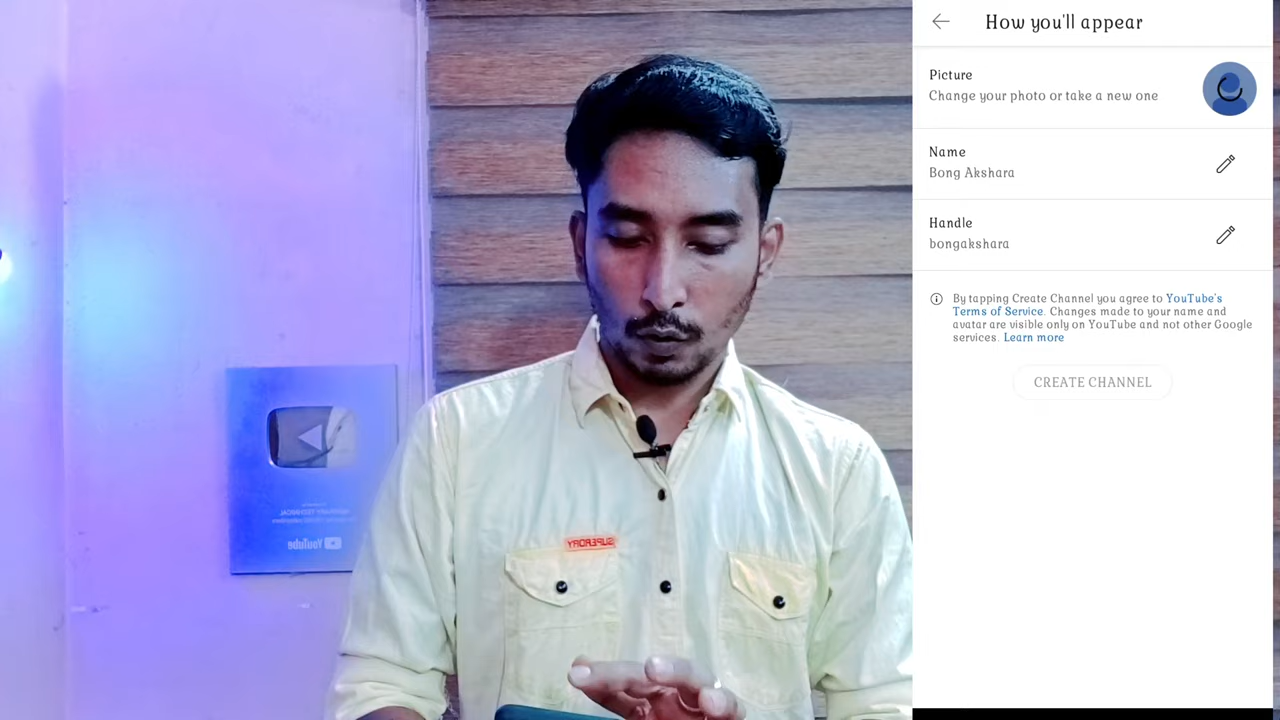 How you'll appear
Picture
Change your photo or take a new one
Name
Bong Akshara
Handle
bongakshara
By tapping Create Channel you agree to YouTube's
Terms of Service. Changes made to your name and
avatar are visible only on YouTube and not other Google
services. Learn more
CREATE CHANNEL
SUPERDRY
YouTube